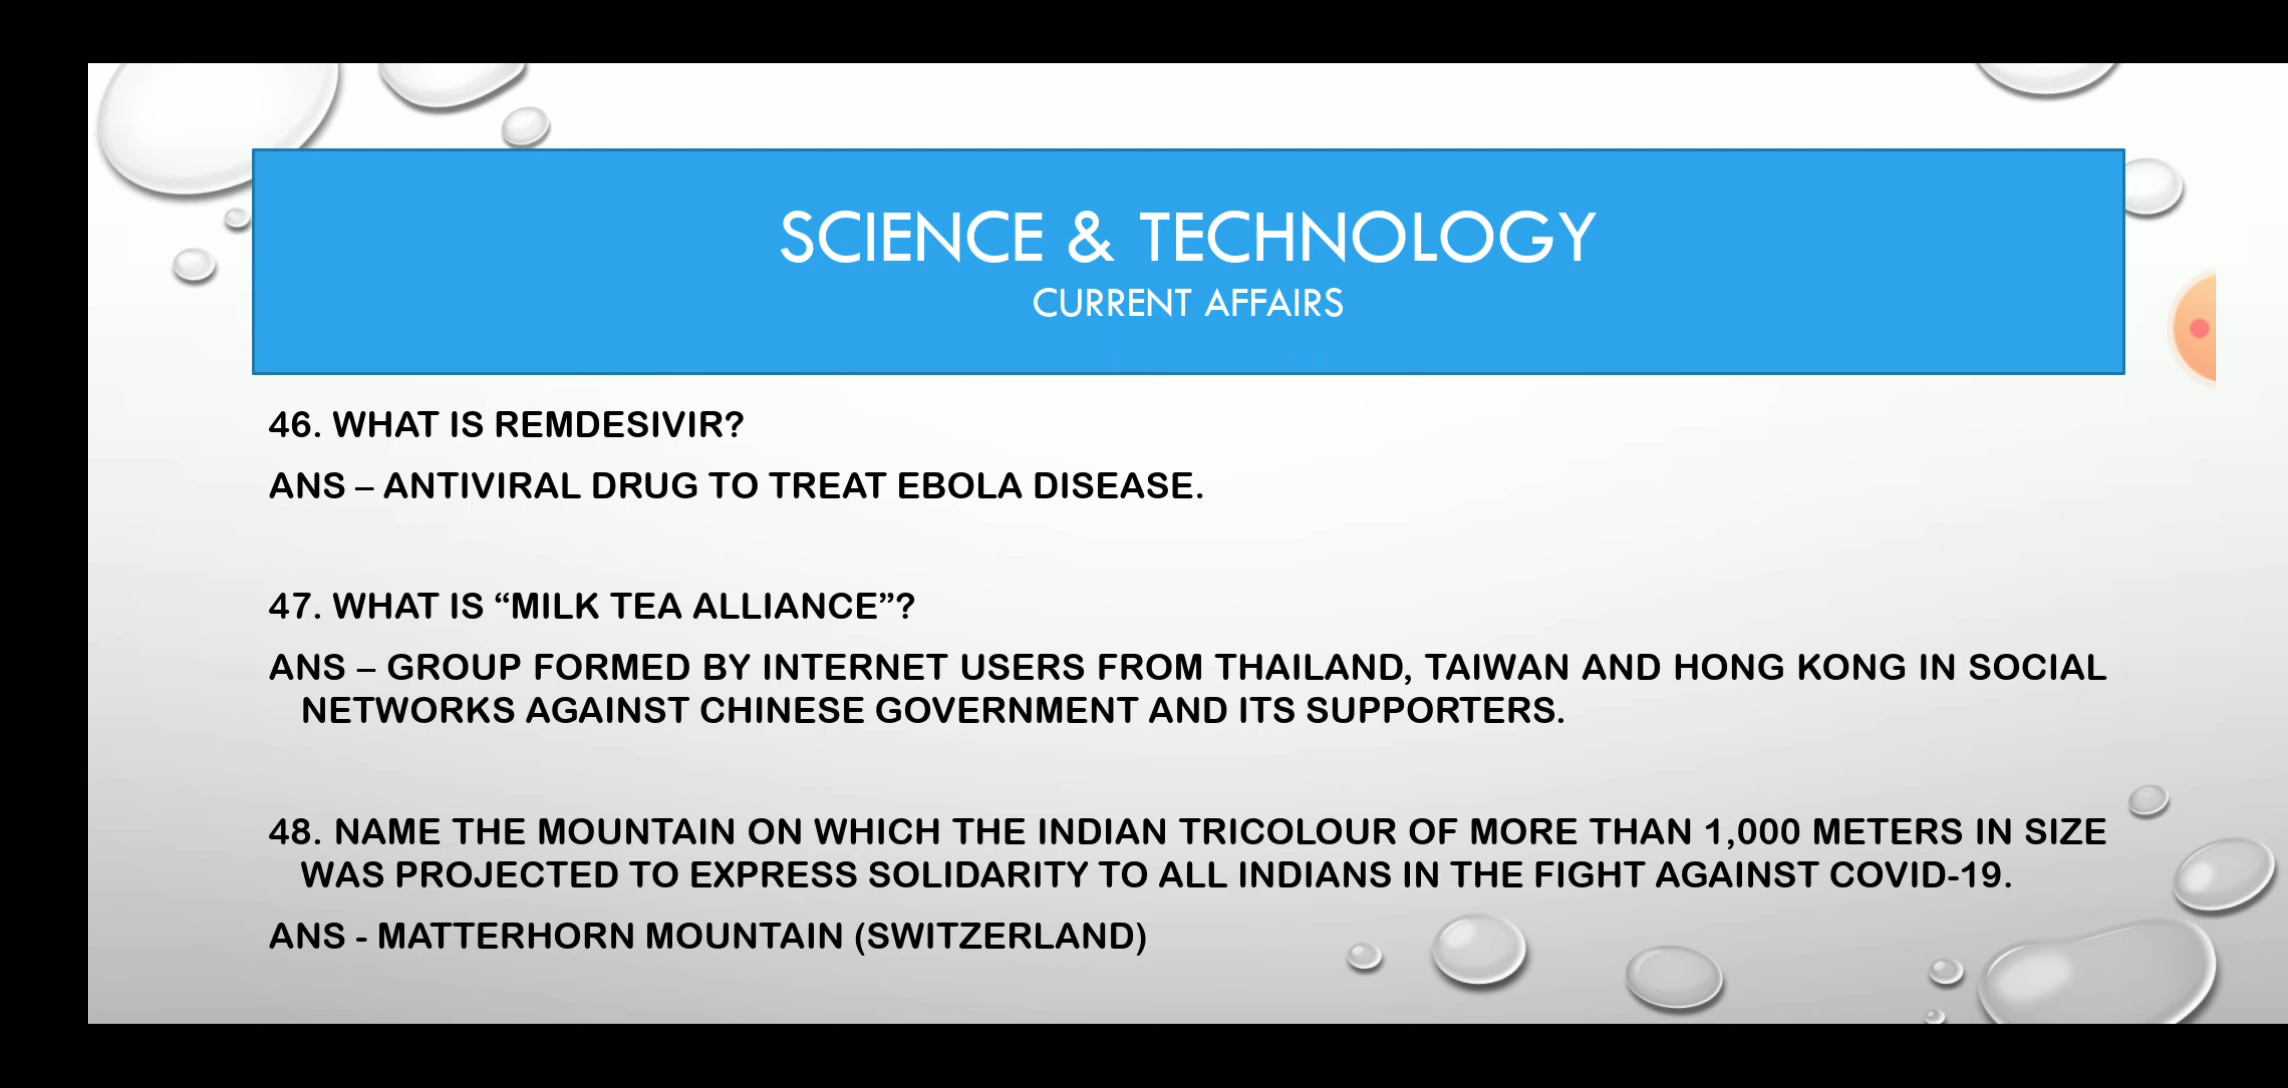 SCIENCE & TECHNOLOGY
CURRENT AFFAIRS
46. WHAT IS REMDESIVIR?
ANS – ANTIVIRAL DRUG TO TREAT EBOLA DISEASE.
47. WHAT IS “MILK TEA ALLIANCE”?
ANS – GROUP FORMED BY INTERNET USERS FROM THAILAND, TAIWAN AND HONG KONG IN SOCIAL
NETWORKS AGAINST CHINESE GOVERNMENT AND ITS SUPPORTERS.
48. NAME THE MOUNTAIN ON WHICH THE INDIAN TRICOLOUR OF MORE THAN 1,000 METERS IN SIZE
WAS PROJECTED TO EXPRESS SOLIDARITY TO ALL INDIANS IN THE FIGHT AGAINST COVID-19.
ANS - MATTERHORN MOUNTAIN (SWITZERLAND)